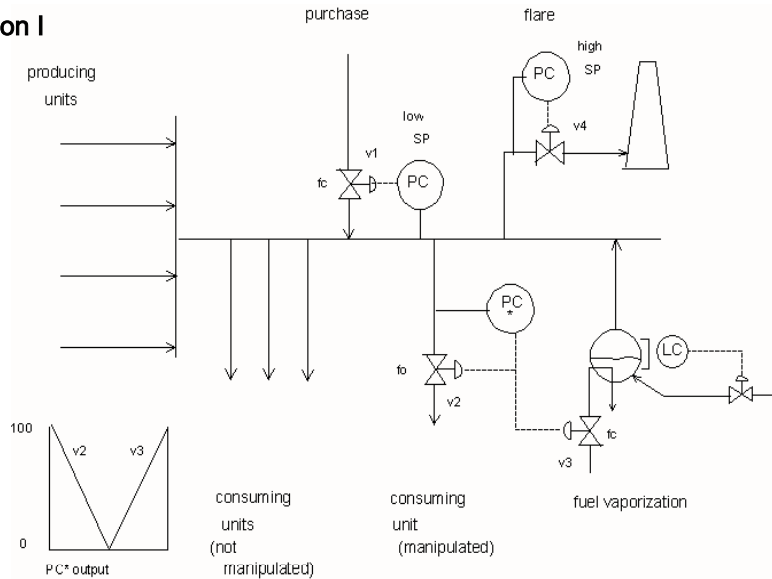 on I
purchase
flare
producing
units
high
SP
PC
v4
low
SP
v1
fc
PC
PC
*
fo
v2
LC
fc
v3
100
v2
v3
0
PC* output
consuming
units
(not
manipulated)
consuming
unit
(manipulated)
fuel vaporization